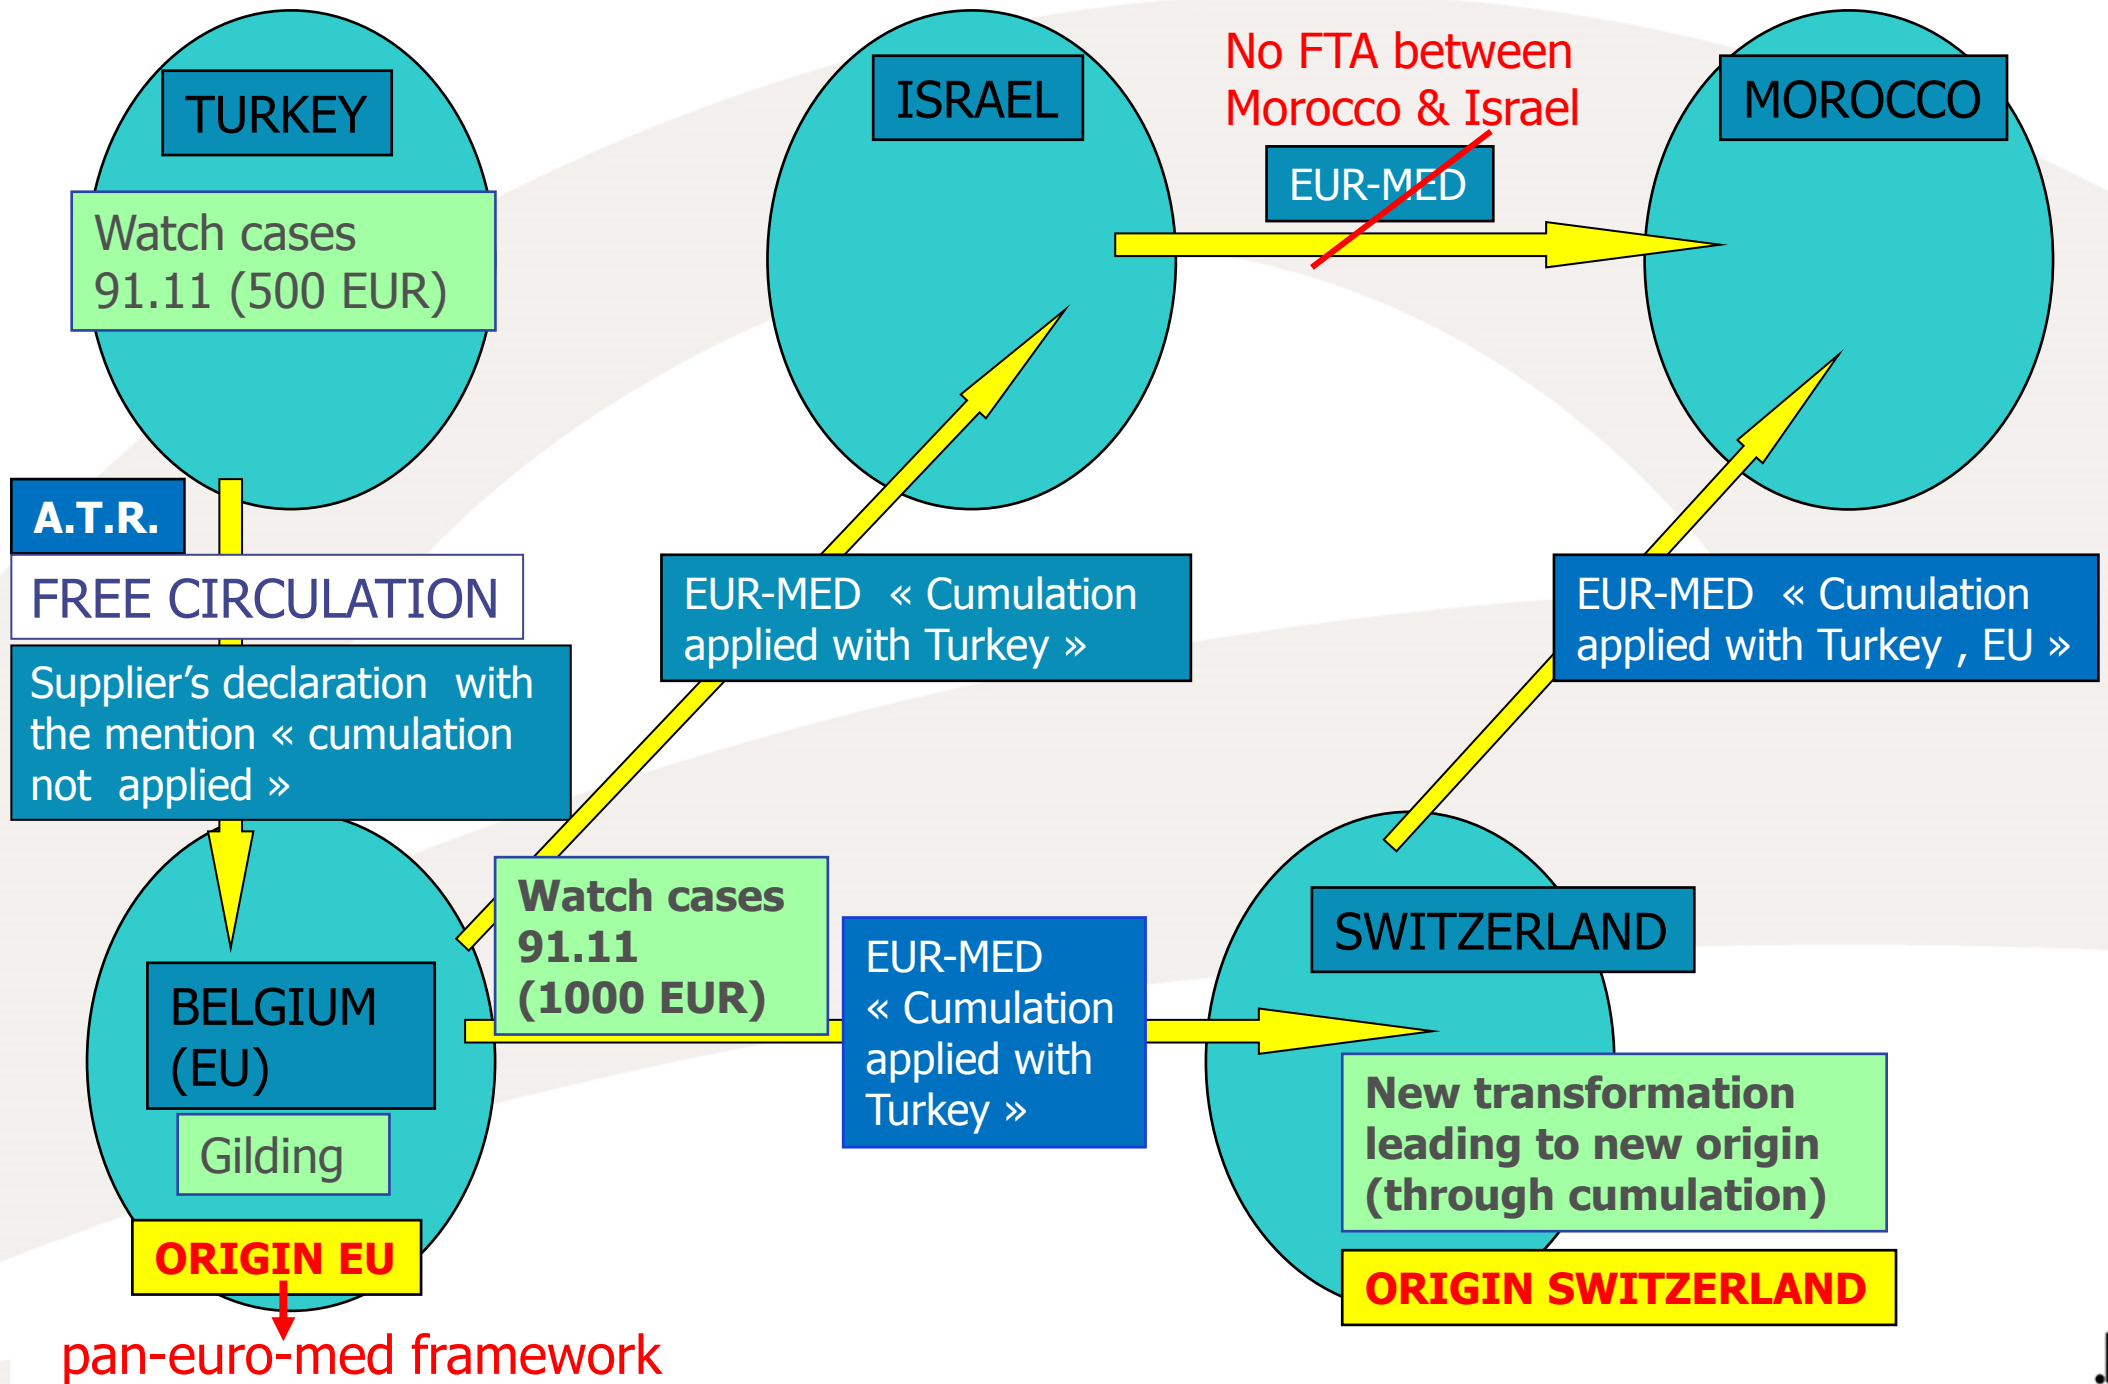 TURKEY
Watch cases
91.11 (500 EUR)
ISRAEL
No FTA between
Morocco & Israel
EUR-MED
MOROCCO
A.T.R.
FREE CIRCULATION
Supplier’s declaration with
the mention « cumulation
not applied »
EUR-MED « Cumulation
applied with Turkey »
EUR-MED « Cumulation
applied with Turkey , EU »
BELGIUM
(EU)
Gilding
ORIGIN EU
pan-euro-med framework
Watch cases
91.11
(1000 EUR)
EUR-MED
« Cumulation
applied with
Turkey »
SWITZERLAND
New transformation
leading to new origin
(through cumulation)
ORIGIN SWITZERLAND